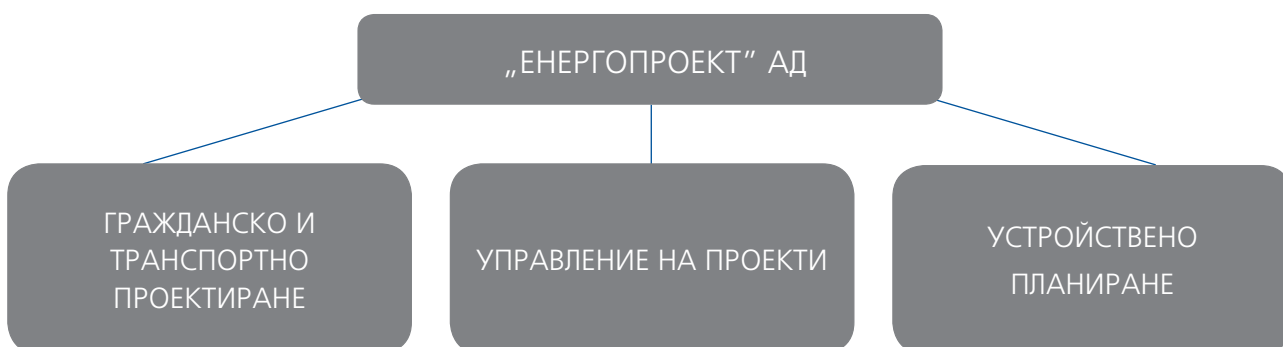 „ЕНЕРГОПРОЕКТ” АД
ГРАЖДАНСКО И
ТРАНСПОРТНО
ПРОЕКТИРАНЕ
УПРАВЛЕНИЕ НА ПРОЕКТИ
УСТРОЙСТВЕНО
ПЛАНИРАНЕ